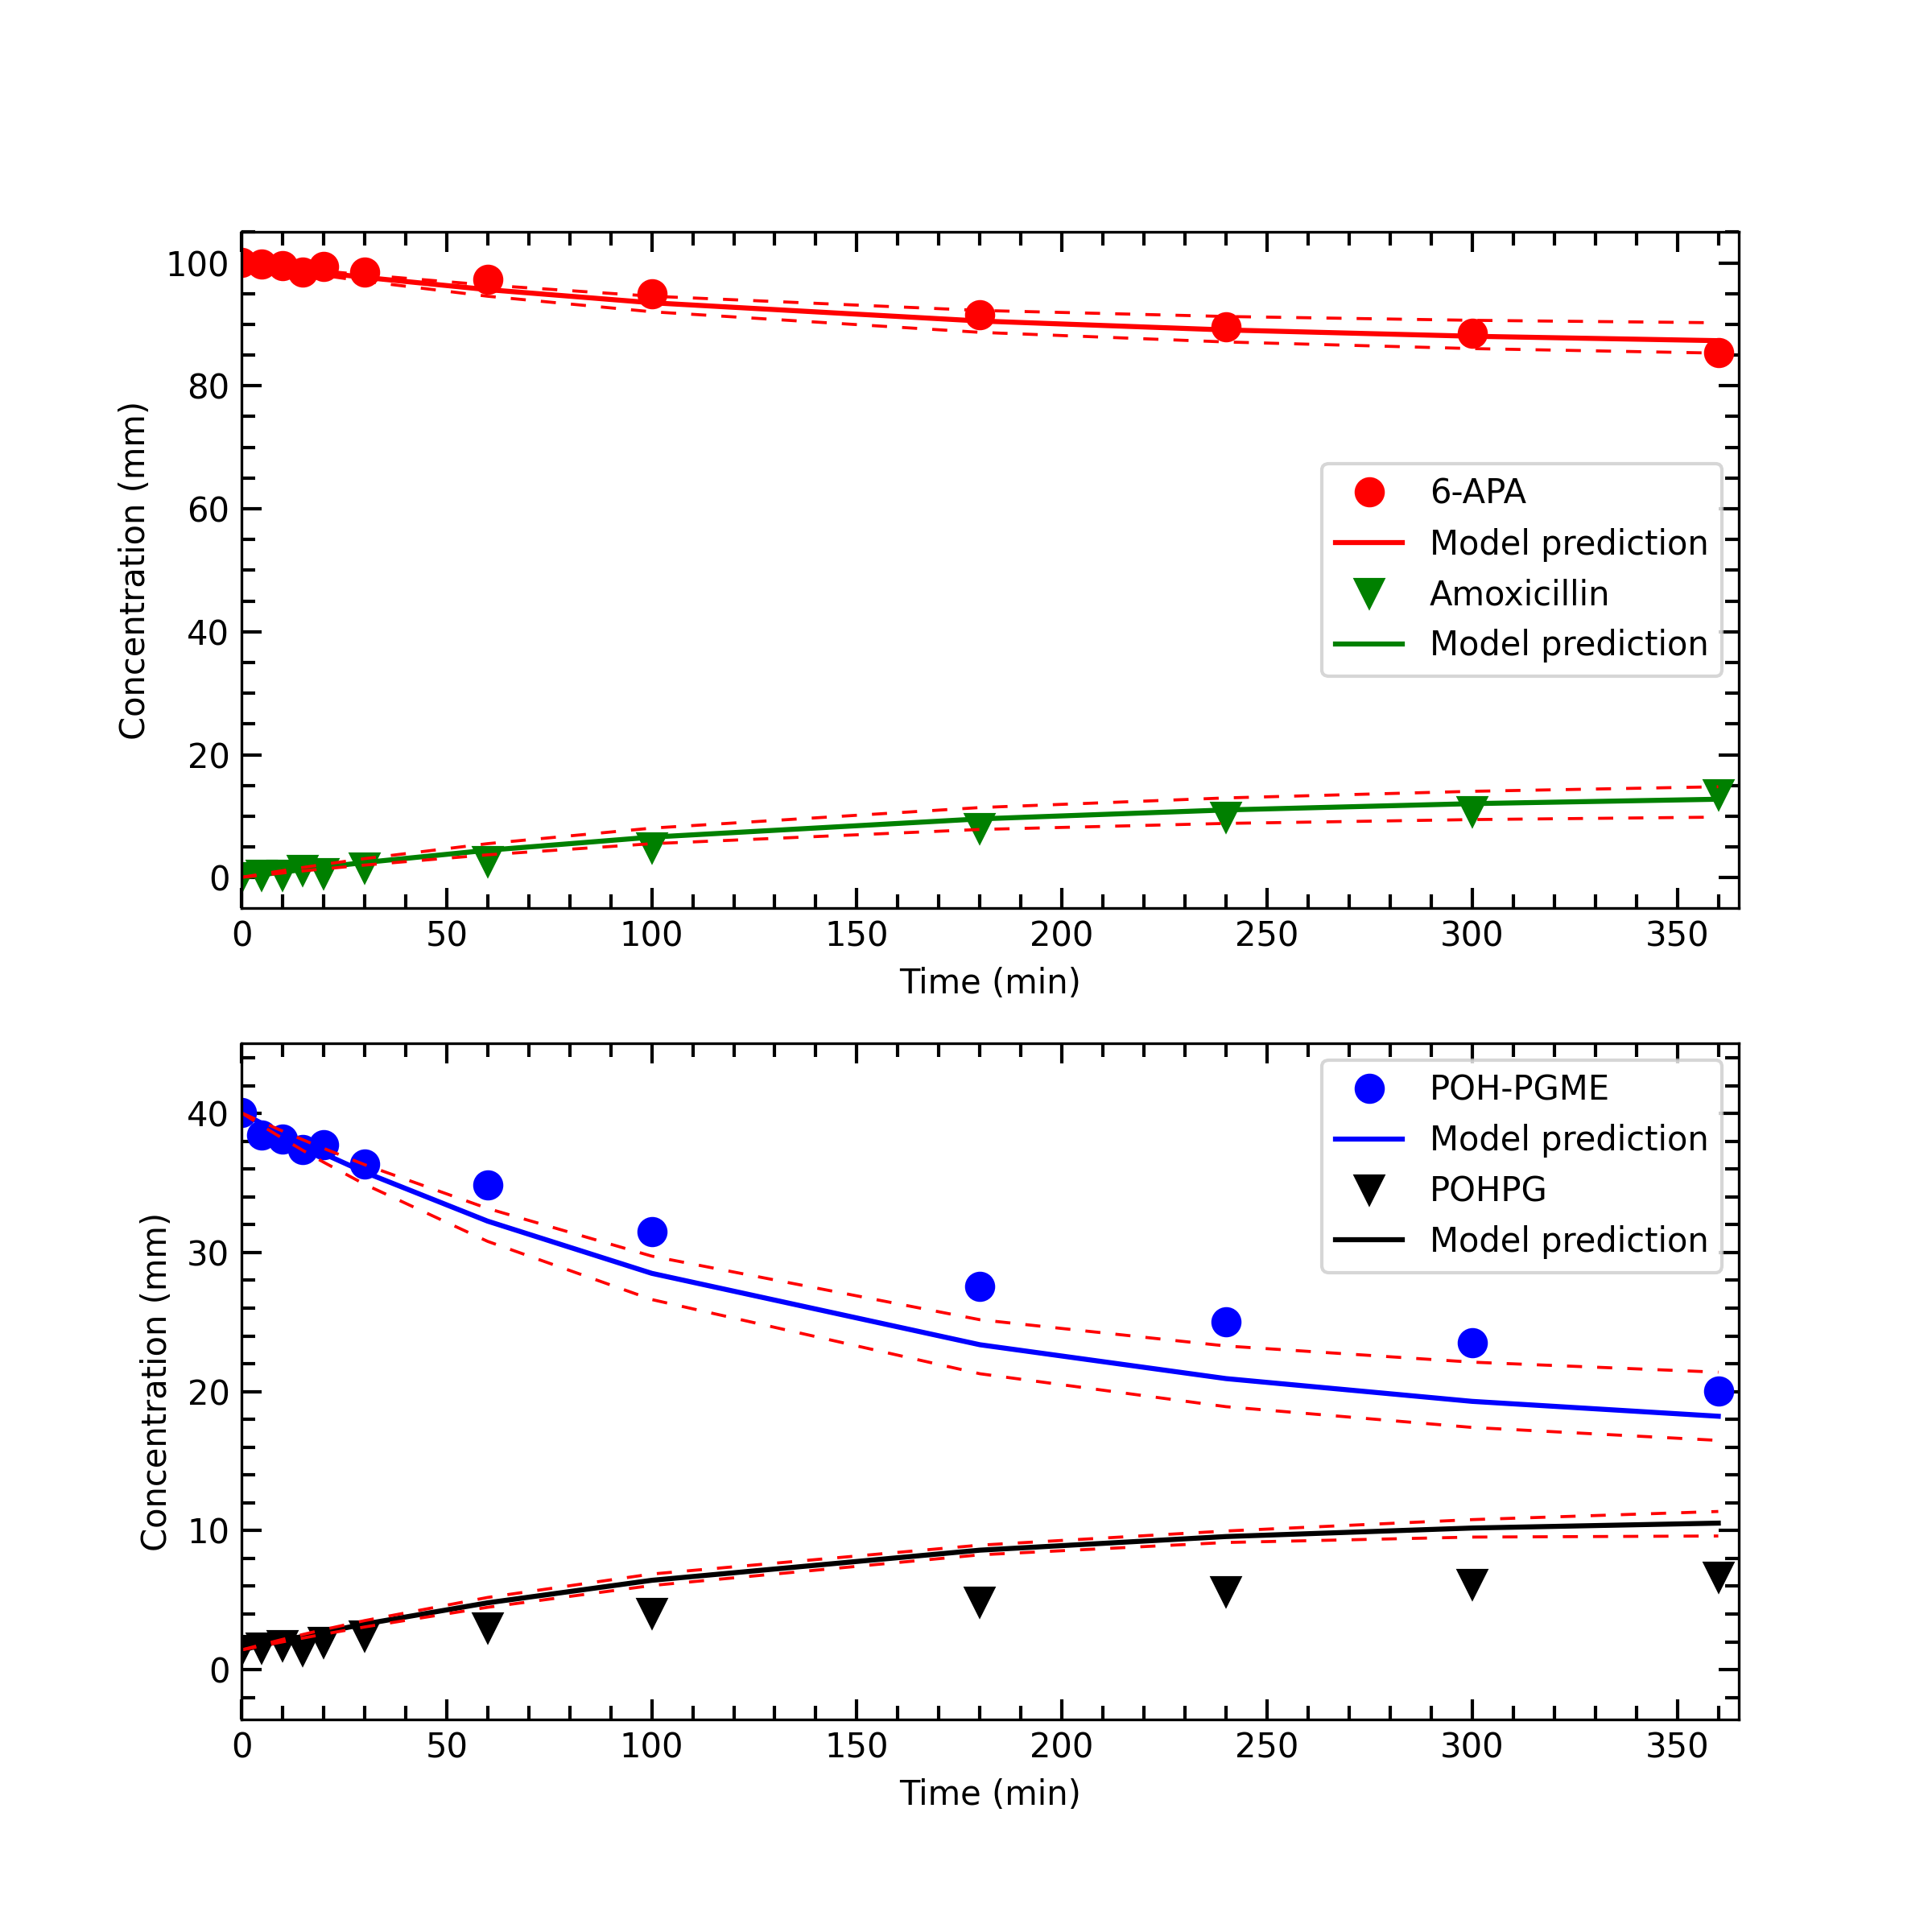 100
80
60
40
20
0
Concentration (mm)
6-APA
Model prediction
Amoxicillin
Model prediction
0 50 100 150 200 250 300 350
Time (min)
40
30
20
10
0
Concentration (mm)
POH-PGME
Model prediction
POHPG
Model prediction
0 50 100 150 200 250 300 350
Time (min)